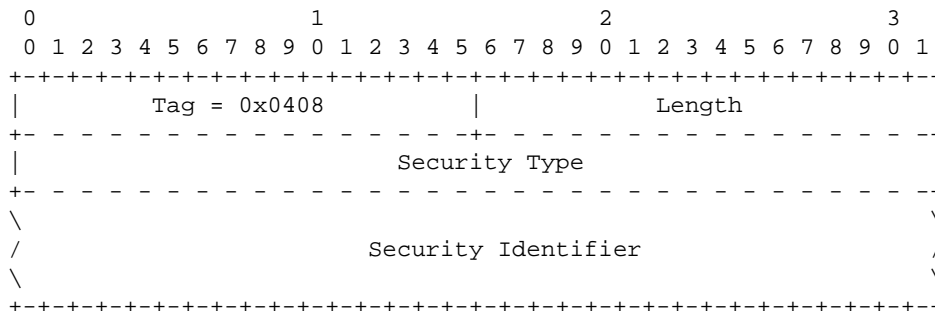 0                   1                   2                   3
 0 1 2 3 4 5 6 7 8 9 0 1 2 3 4 5 6 7 8 9 0 1 2 3 4 5 6 7 8 9 0 1
+-+-+-+-+-+-+-+-+-+-+-+-+-+-+-+-+-+-+-+-+-+-+-+-+-+-+-+-+-+-+-+-
|         Tag = 0x0408          |            Length
+- - - - - - - - - - - - - - - -+- - - - - - - - - - - - - - - --
|                          Security Type
+- - - - - - - - - - - - - - - - - - - - - - - - - - - - - - - --
\                                                               \
/                        Security Identifier                    /
\                                                               \
+-+-+-+-+-+-+-+-+-+-+-+-+-+-+-+-+-+-+-+-+-+-+-+-+-+-+-+-+-+-+-+-